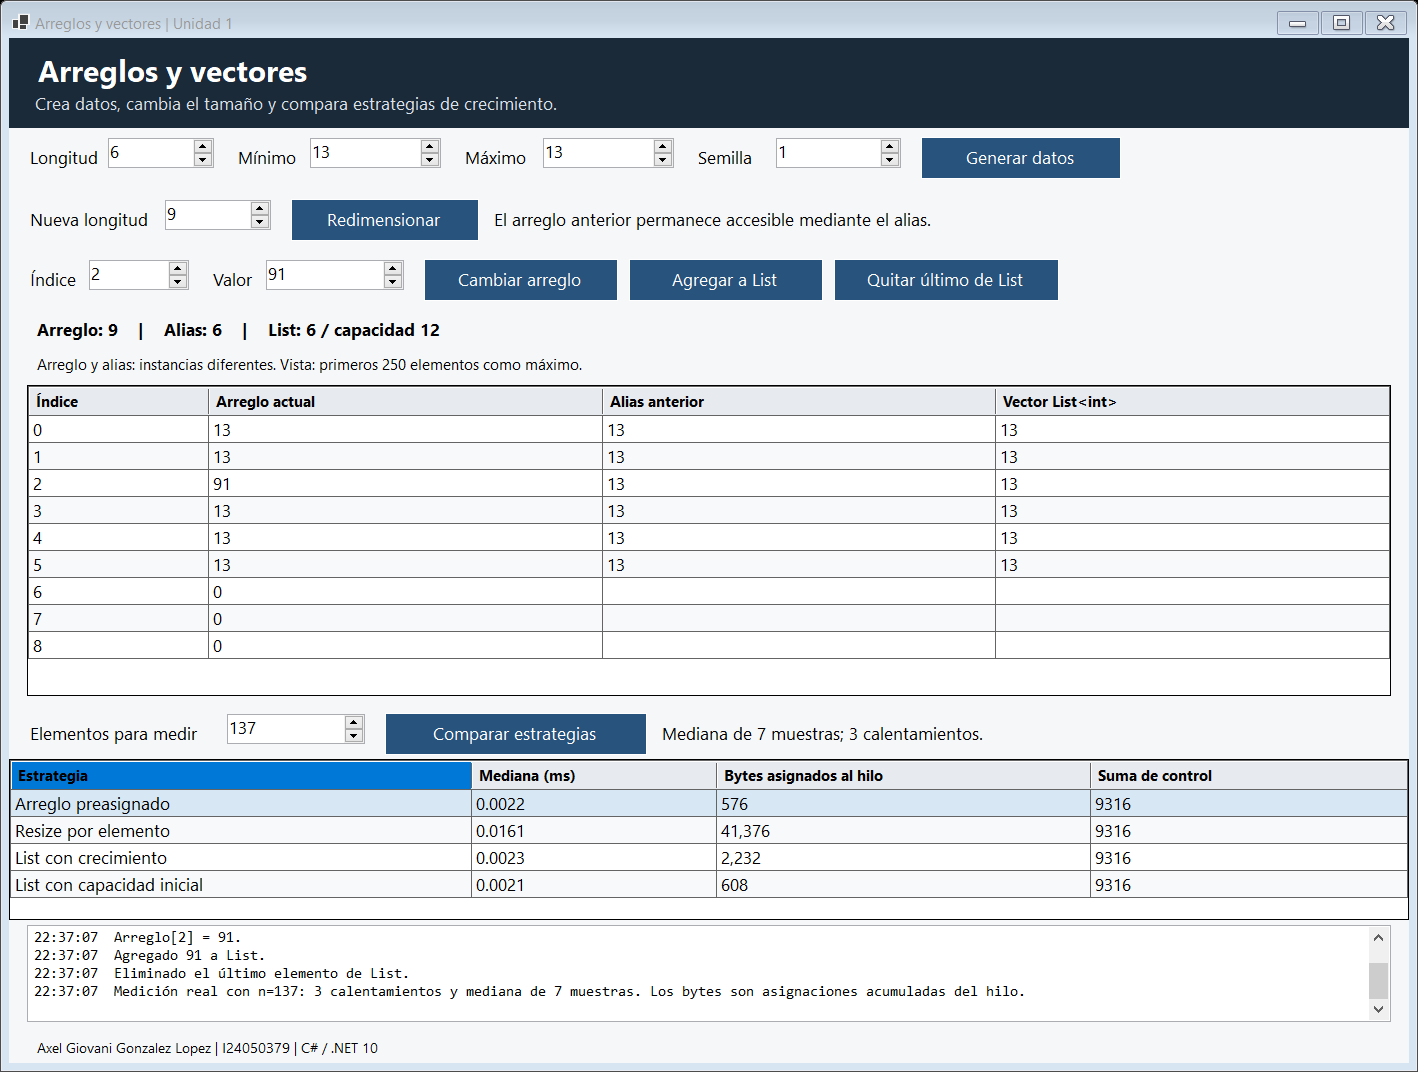 Arreglos y vectores | Unidad 1
Arreglos y vectores
Crea datos, cambia el tamaño y compara estrategias de crecimiento.
Longitud 6 Mínimo 13 Máximo 13 Semilla 1 Generar datos
Nueva longitud 9 Redimensionar El arreglo anterior permanece accesible mediante el alias.
Índice 2 Valor 91 Cambiar arreglo Agregar a List Quitar último de List
Arreglo: 9 | Alias: 6 | List: 6 / capacidad 12
Arreglo y alias: instancias diferentes. Vista: primeros 250 elementos como máximo.
Índice Arreglo actual Alias anterior Vector List<int>
0 13 13 13
1 13 13 13
2 91 13 13
3 13 13 13
4 13 13 13
5 13 13 13
6 0
7 0
8 0
Elementos para medir 137 Comparar estrategias Mediana de 7 muestras; 3 calentamientos.
Estrategia Mediana (ms) Bytes asignados al hilo Suma de control
Arreglo preasignado 0.0022 576 9316
Resize por elemento 0.0161 41,376 9316
List con crecimiento 0.0023 2,232 9316
List con capacidad inicial 0.0021 608 9316
22:37:07 Arreglo[2] = 91.
22:37:07 Agregado 91 a List.
22:37:07 Eliminado el último elemento de List.
22:37:07 Medición real con n=137: 3 calentamientos y mediana de 7 muestras. Los bytes son asignaciones acumuladas del hilo.
Axel Giovani Gonzalez Lopez | I24050379 | C# / .NET 10